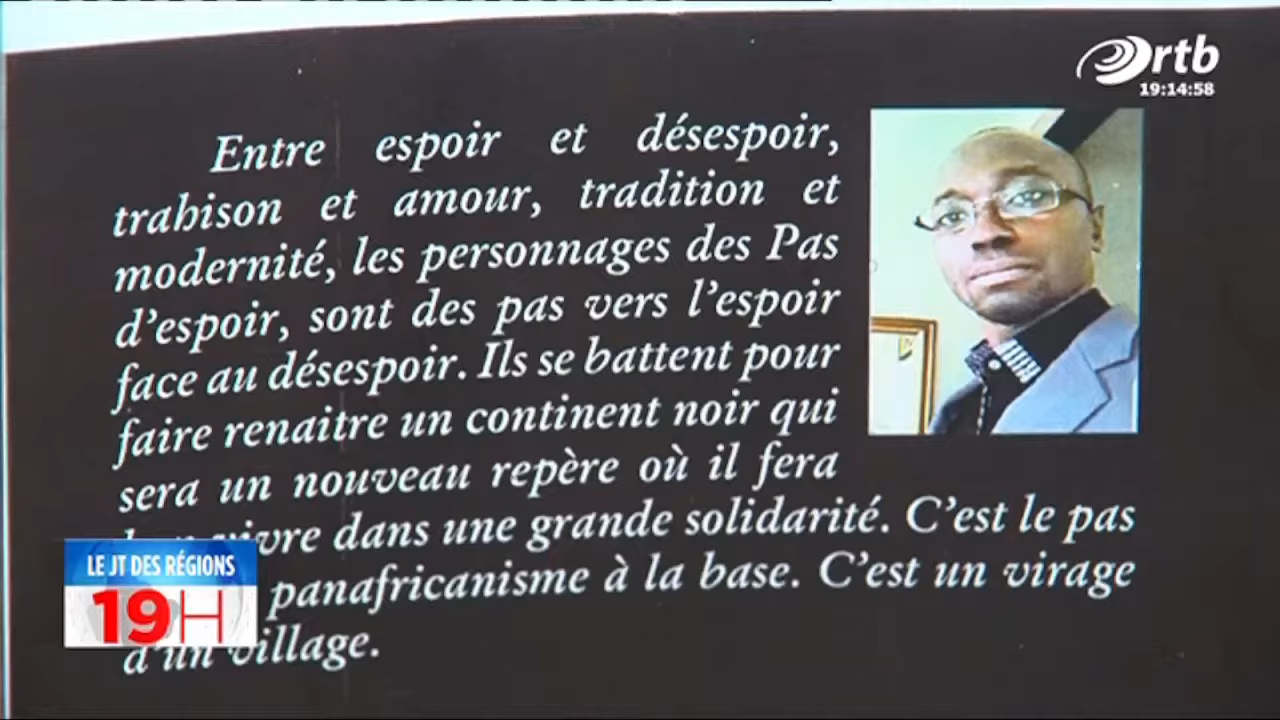 rtb
19:14:58
Entre espoir et désespoir,
trahison et amour, tradition et
modernité, les personnages des Pas
d'espoir, sont des pas vers l'espoir
face au désespoir. Ils se battent pour
faire renaitre un continent noir qui
sera un nouveau repère où il fera
vivre dans une grande solidarité. C'est le pas
panafricanisme à la base. C'est un virage
d'un village.
LE JT DES RÉGIONS
19H